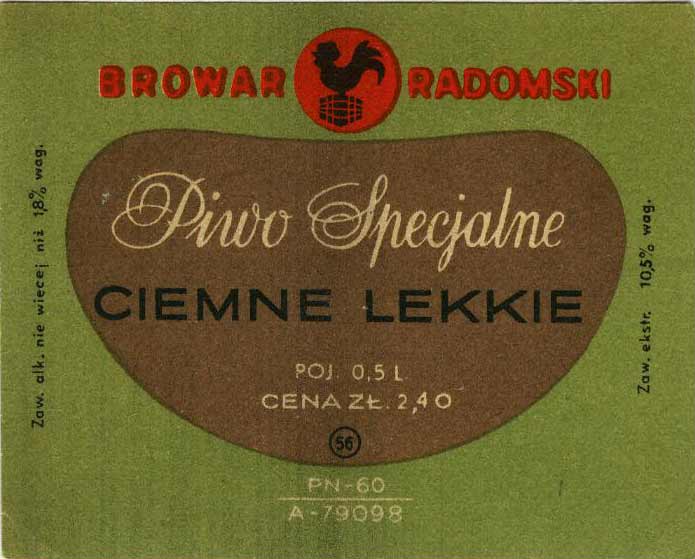 BROWAR RADOMSKI
Piwo Specjalne
CIEMNE LEKKIE
POJ. 0,5 L
CENA ZŁ. 2,40
56
PN-60
A-79098
Zaw. alk. nie więcej niż 1,8% wag.
Zaw. ekstr. 10,5% wag.